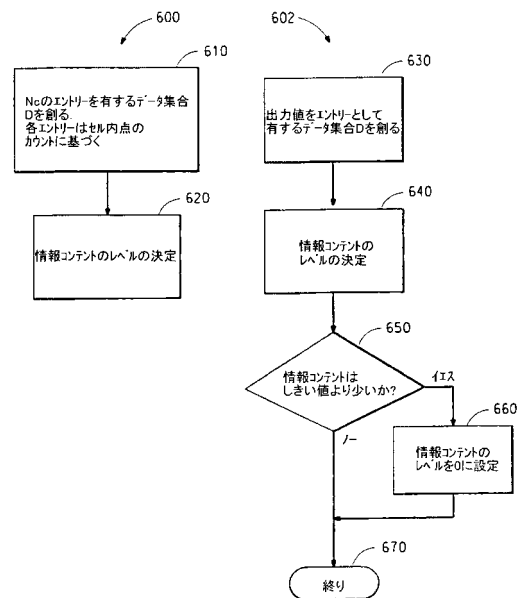 600
610
Ncのエントリーを有するデータ集合
Dを創る.
各エントリーはセル内点の
カウントに基づく
620
情報コンテントのレベルの決定
602
630
出力値をエントリーとして
有するデータ集合Dを創る
640
情報コンテントの
レベルの決定
650
情報コンテントは
しきい値より少いか?
イエス
ノー
660
情報コンテントの
レベルを0に設定
670
終り